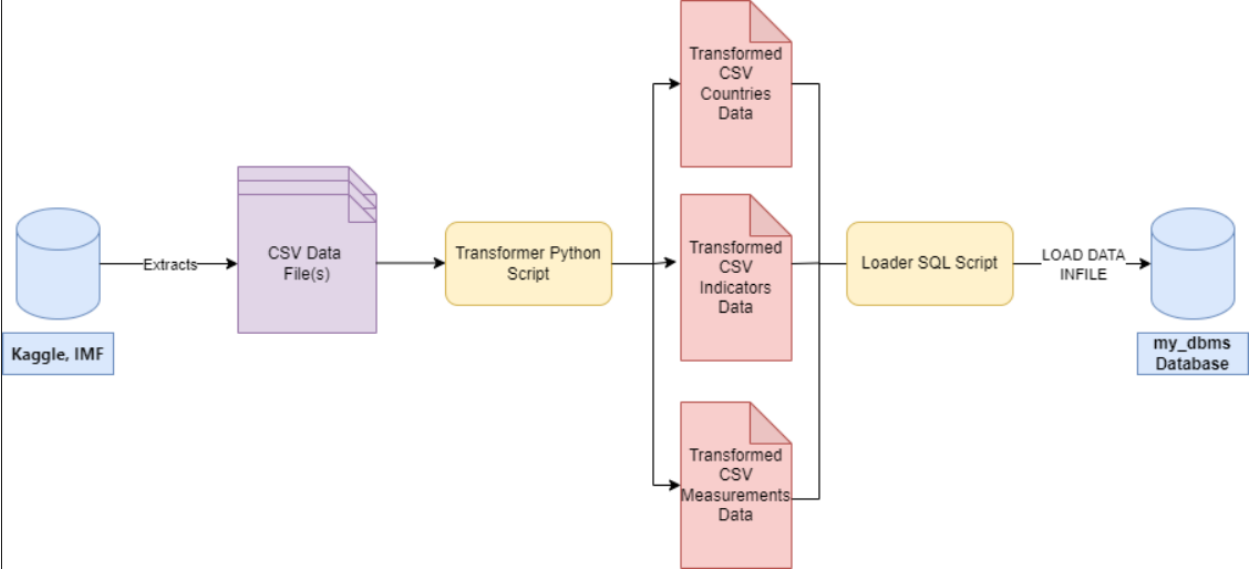 Kaggle, IMF
Extracts
CSV Data
File(s)
Transformer Python
Script
Transformed
CSV
Countries
Data
Transformed
CSV
Indicators
Data
Transformed
CSV
Measurements
Data
Loader SQL Script
LOAD DATA
INFILE
my_dbms
Database